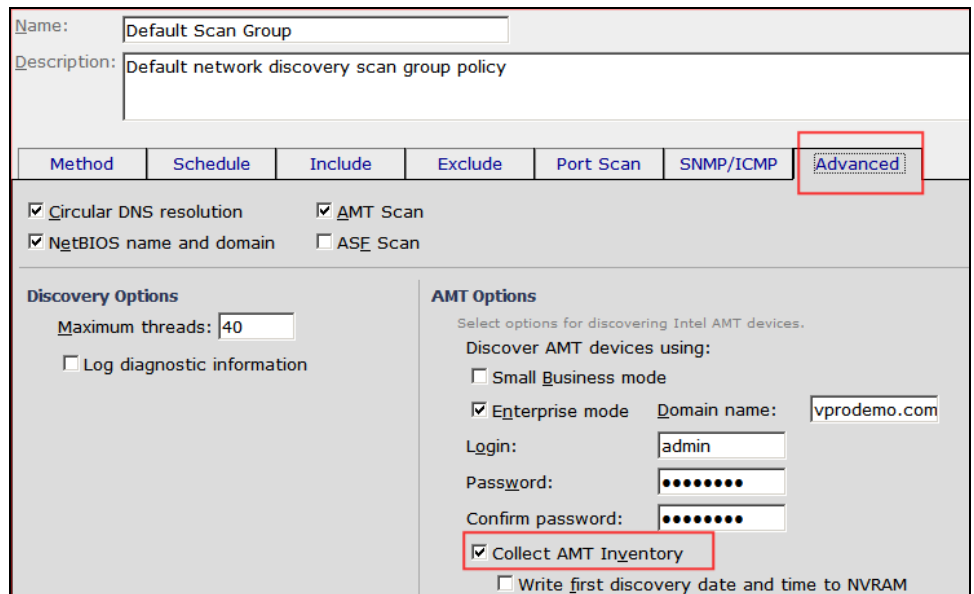 Name: Default Scan Group
Description: Default network discovery scan group policy
Method Schedule Include Exclude Port Scan SNMP/ICMP Advanced
Circular DNS resolution AMT Scan
NetBIOS name and domain ASF Scan
Discovery Options
Maximum threads: 40
Log diagnostic information
AMT Options
Select options for discovering Intel AMT devices.
Discover AMT devices using:
Small Business mode
Enterprise mode Domain name: vprodemo.com
Login: admin
Password: ●●●●●●●●
Confirm password: ●●●●●●●●
Collect AMT Inventory
Write first discovery date and time to NVRAM